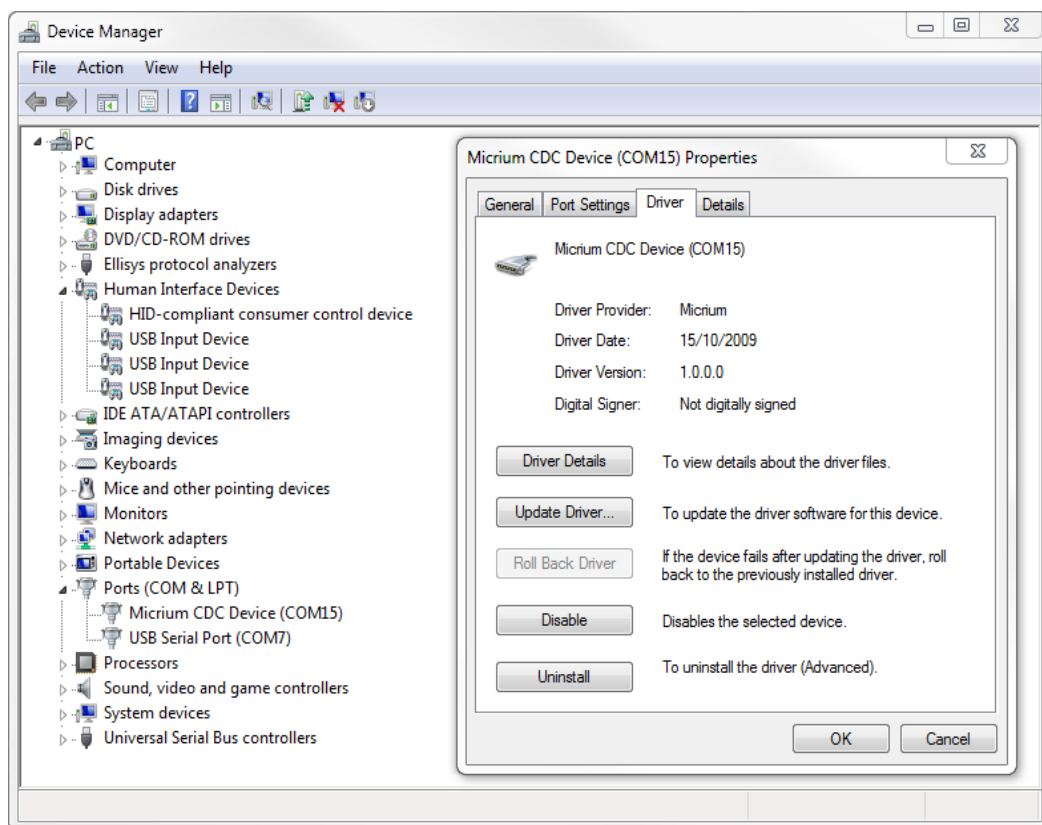 Device Manager
File Action View Help
PC
Computer
Disk drives
Display adapters
DVD/CD-ROM drives
Ellisys protocol analyzers
Human Interface Devices
HID-compliant consumer control device
USB Input Device
USB Input Device
USB Input Device
IDE ATA/ATAPI controllers
Imaging devices
Keyboards
Mice and other pointing devices
Monitors
Network adapters
Portable Devices
Ports (COM & LPT)
Micrium CDC Device (COM15)
USB Serial Port (COM7)
Processors
Sound, video and game controllers
System devices
Universal Serial Bus controllers
Micrium CDC Device (COM15) Properties
General Port Settings Driver Details
Micrium CDC Device (COM15)
Driver Provider: Micrium
Driver Date: 15/10/2009
Driver Version: 1.0.0.0
Digital Signer: Not digitally signed
Driver Details To view details about the driver files.
Update Driver... To update the driver software for this device.
Roll Back Driver If the device fails after updating the driver, roll
back to the previously installed driver.
Disable Disables the selected device.
Uninstall To uninstall the driver (Advanced).
OK Cancel